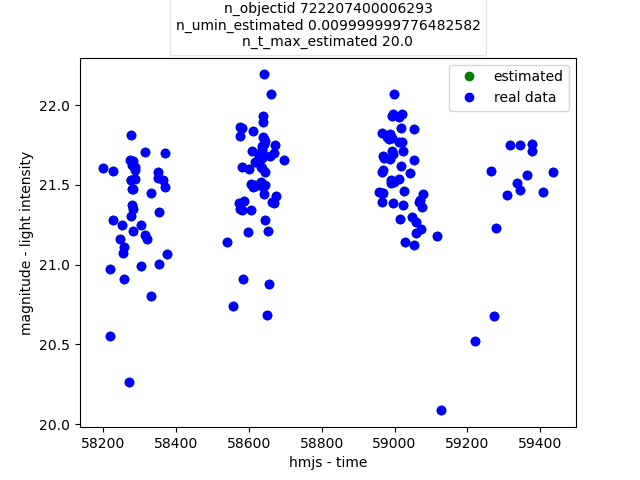 n_objectid 722207400006293
n_umin_estimated 0.009999999776482582
n_t_max_estimated 20.0
estimated
real data
22.0
21.5
21.0
20.5
20.0
magnitude - light intensity
58200 58400 58600 58800 59000 59200 59400
hmjs - time